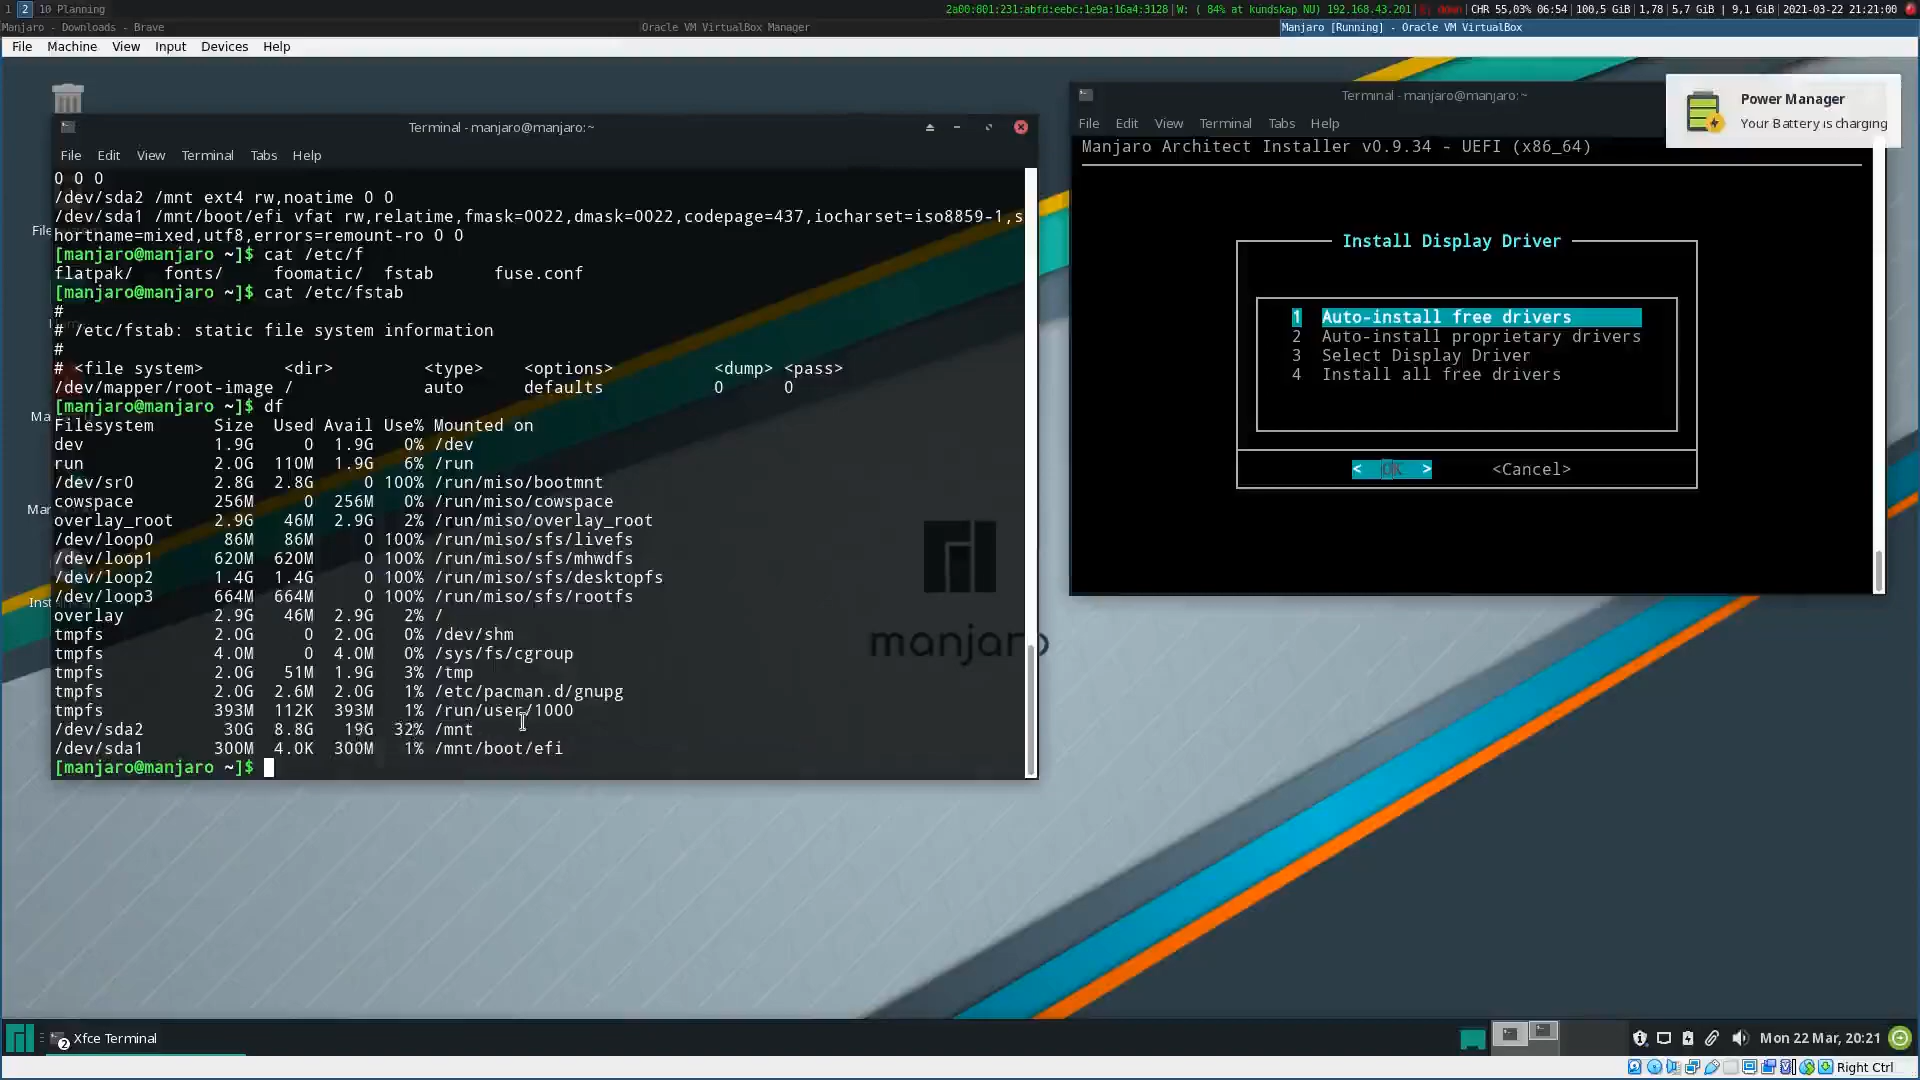 1 2 10 Planning
2a00:801:231:abfd:eebc:1e9a:16a4:3128 | W: ( 84% at kundskap NU) 192.168.43.201 | E: down | CHR 55,03% 06:54 | 100,5 GiB | 1,78 | 5,7 GiB | 9,1 GiB | 2021-03-22 21:21:00
Manjaro - Downloads - Brave
Oracle VM VirtualBox Manager
Manjaro [Running] - Oracle VM VirtualBox
File Machine View Input Devices Help
Terminal - manjaro@manjaro:~
File Edit View Terminal Tabs Help
0 0 0
/dev/sda2 /mnt ext4 rw,noatime 0 0
/dev/sda1 /mnt/boot/efi vfat rw,relatime,fmask=0022,dmask=0022,codepage=437,iocharset=iso8859-1,s
hortname=mixed,utf8,errors=remount-ro 0 0
[manjaro@manjaro ~]$ cat /etc/f
flatpak/ fonts/ foomatic/ fstab fuse.conf
[manjaro@manjaro ~]$ cat /etc/fstab
#
# /etc/fstab: static file system information
#
# <file system> <dir> <type> <options> <dump> <pass>
/dev/mapper/root-image / auto defaults 0 0
[manjaro@manjaro ~]$ df
Filesystem Size Used Avail Use% Mounted on
dev 1.9G 0 1.9G 0% /dev
run 2.0G 110M 1.9G 6% /run
/dev/sr0 2.8G 2.8G 0 100% /run/miso/bootmnt
cowspace 256M 0 256M 0% /run/miso/cowspace
overlay_root 2.9G 46M 2.9G 2% /run/miso/overlay_root
/dev/loop0 86M 86M 0 100% /run/miso/sfs/livefs
/dev/loop1 620M 620M 0 100% /run/miso/sfs/mhwdfs
/dev/loop2 1.4G 1.4G 0 100% /run/miso/sfs/desktopfs
/dev/loop3 664M 664M 0 100% /run/miso/sfs/rootfs
overlay 2.9G 46M 2.9G 2% /
tmpfs 2.0G 0 2.0G 0% /dev/shm
tmpfs 4.0M 0 4.0M 0% /sys/fs/cgroup
tmpfs 2.0G 51M 1.9G 3% /tmp
tmpfs 2.0G 2.6M 2.0G 1% /etc/pacman.d/gnupg
tmpfs 393M 112K 393M 1% /run/user/1000
/dev/sda2 30G 8.8G 19G 32% /mnt
/dev/sda1 300M 4.0K 300M 1% /mnt/boot/efi
[manjaro@manjaro ~]$
Terminal - manjaro@manjaro:~
File Edit View Terminal Tabs Help
Manjaro Architect Installer v0.9.34 - UEFI (x86_64)
Install Display Driver
1 Auto-install free drivers
2 Auto-install proprietary drivers
3 Select Display Driver
4 Install all free drivers
< OK > <Cancel>
Power Manager
Your Battery is charging
manjaro
2 Xfce Terminal
Mon 22 Mar, 20:21
Right Ctrl